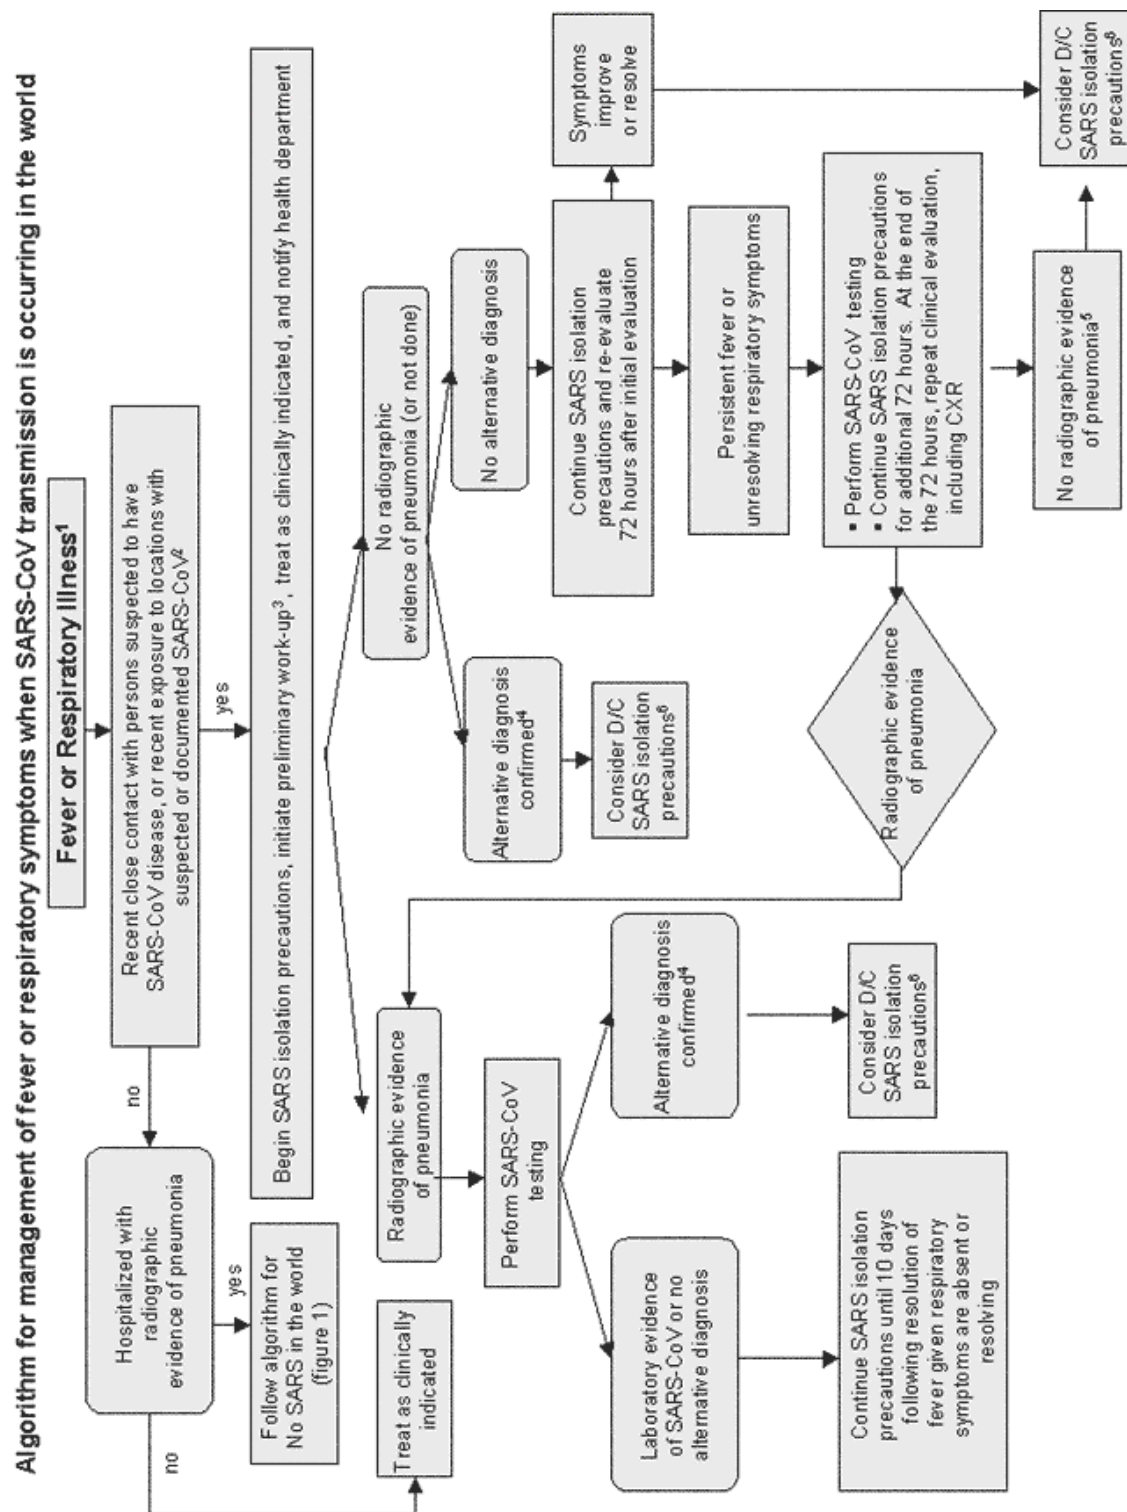 Algorithm for management of fever or respiratory symptoms when SARS-CoV transmission is occurring in the world
Fever or Respiratory Illness¹
Recent close contact with persons suspected to have
SARS-CoV disease, or recent exposure to locations with
suspected or documented SARS-CoV²
no
yes
Hospitalized with
radiographic
evidence of pneumonia
no
yes
Follow algorithm for
No SARS in the world
(figure 1)
Treat as clinically
indicated
Begin SARS isolation precautions, initiate preliminary work-up³, treat as clinically indicated, and notify health department
Radiographic evidence
of pneumonia
Perform SARS-CoV
testing
Laboratory evidence
of SARS-CoV or no
alternative diagnosis
Continue SARS isolation
precautions until 10 days
following resolution of
fever given respiratory
symptoms are absent or
resolving
Alternative diagnosis
confirmed⁴
Consider D/C
SARS isolation
precautions⁶
No radiographic
evidence of pneumonia (or not done)
Alternative diagnosis
confirmed⁴
Consider D/C
SARS isolation
precautions⁶
No alternative diagnosis
Continue SARS isolation
precautions and re-evaluate
72 hours after initial evaluation
Symptoms
improve
or resolve
Persistent fever or
unresolving respiratory symptoms
▪ Perform SARS-CoV testing
▪ Continue SARS isolation precautions
for additional 72 hours. At the end of
the 72 hours, repeat clinical evaluation,
including CXR
Radiographic evidence
of pneumonia
No radiographic evidence
of pneumonia⁵
Consider D/C
SARS isolation
precautions⁶